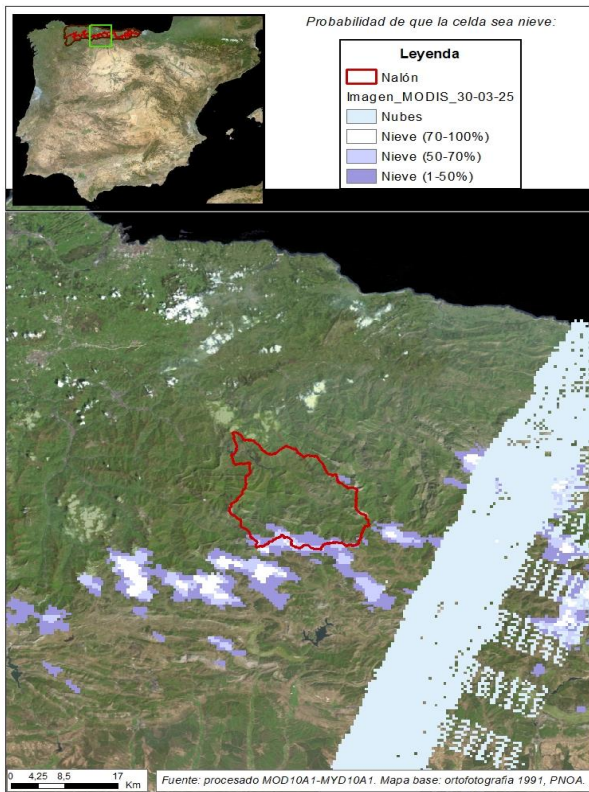 Probabilidad de que la celda sea nieve:
Leyenda
Nalón
Imagen_MODIS_30-03-25
Nubes
Nieve (70-100%)
Nieve (50-70%)
Nieve (1-50%)
0 4,25 8,5 17
Km
Fuente: procesado MOD10A1-MYD10A1. Mapa base: ortofotografia 1991, PNOA.